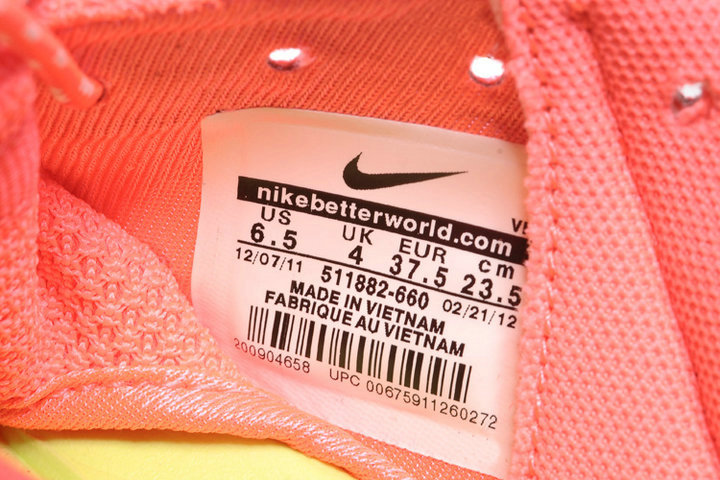 nikebetterworld.com
US UK EUR cm
6.5 4 37.5 23.5
12/07/11 511882-660 02/21/12
MADE IN VIETNAM
FABRIQUE AU VIETNAM
UPC 00675911260272